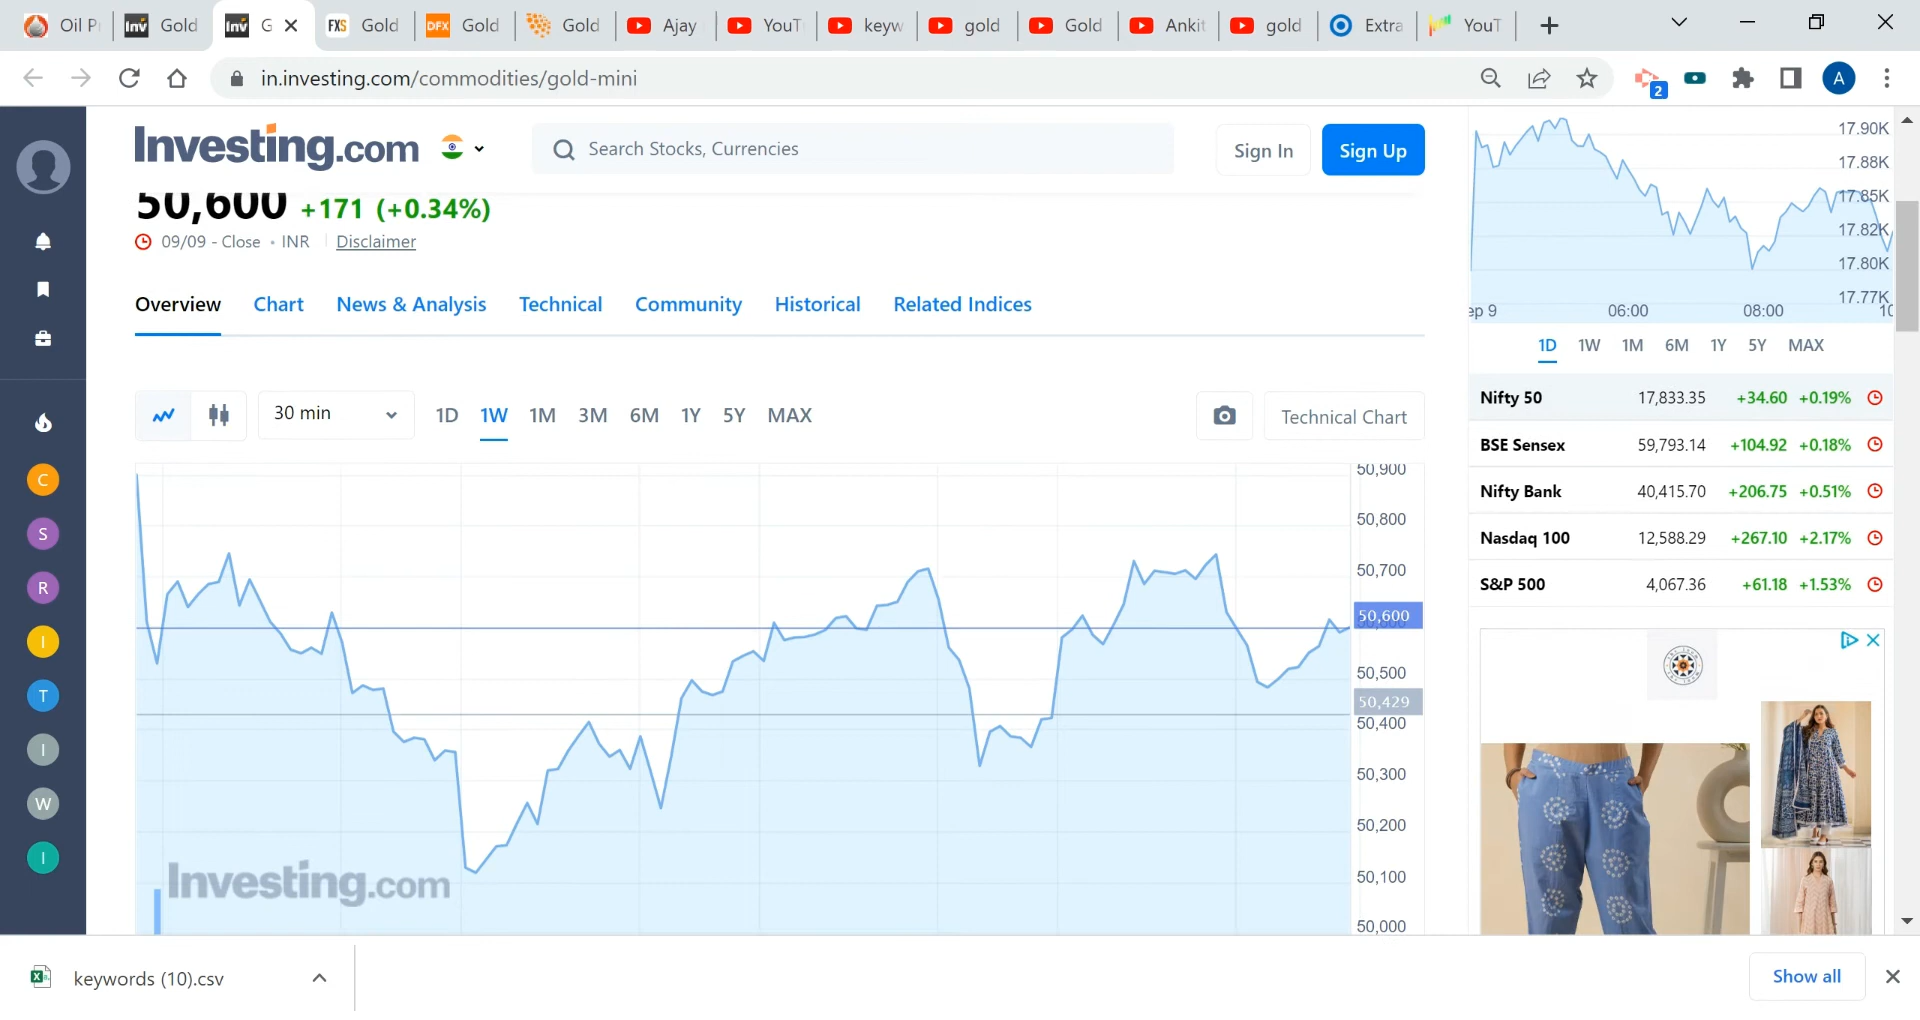 Oil P
Inv Gold
Inv G
FXS Gold
DFX Gold
Gold
Ajay
YouT
keyw
gold
Gold
Ankit
gold
Extra
YouT
in.investing.com/commodities/gold-mini
2
A
Investing.com
Search Stocks, Currencies
Sign In
Sign Up
50,600 +171 (+0.34%)
09/09 - Close • INR Disclaimer
Overview Chart News & Analysis Technical Community Historical Related Indices
30 min 1D 1W 1M 3M 6M 1Y 5Y MAX
Technical Chart
50,900
50,800
50,700
50,600
50,500
50,429
50,400
50,300
50,200
50,100
50,000
Investing.com
C
S
R
I
T
I
W
I
17.90K
17.88K
17.85K
17.82K
17.80K
17.77K
ep 9 06:00 08:00 10
1D 1W 1M 6M 1Y 5Y MAX
Nifty 50 17,833.35 +34.60 +0.19%
BSE Sensex 59,793.14 +104.92 +0.18%
Nifty Bank 40,415.70 +206.75 +0.51%
Nasdaq 100 12,588.29 +267.10 +2.17%
S&P 500 4,067.36 +61.18 +1.53%
keywords (10).csv
Show all